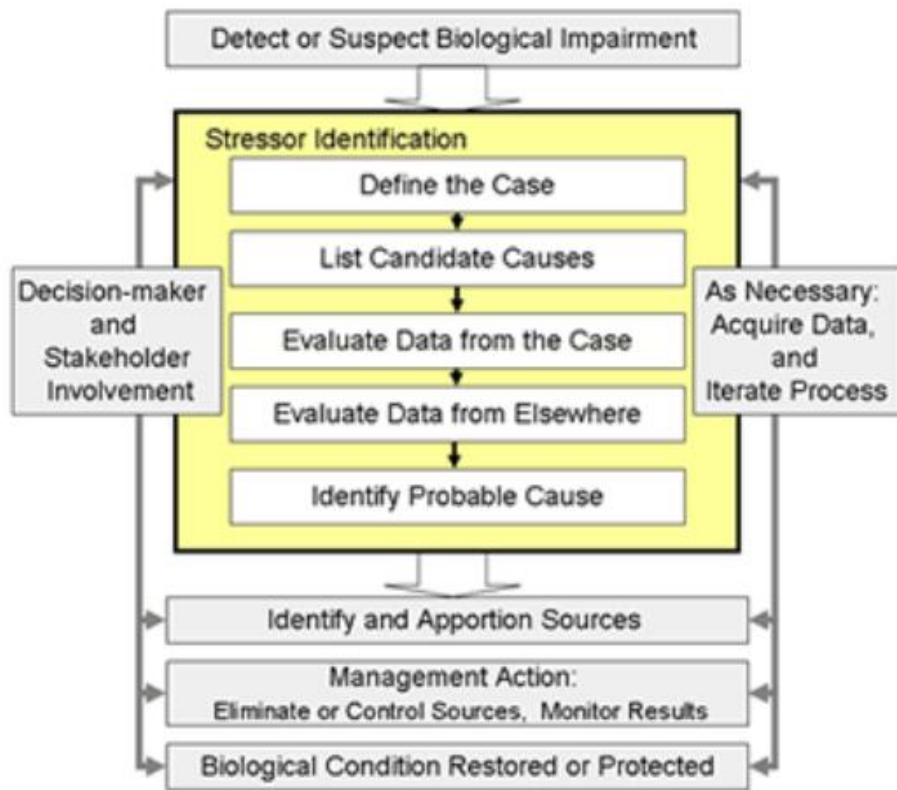 Detect or Suspect Biological Impairment
Stressor Identification
Define the Case
List Candidate Causes
Evaluate Data from the Case
Evaluate Data from Elsewhere
Identify Probable Cause
Decision-maker
and
Stakeholder
Involvement
As Necessary:
Acquire Data,
and
Iterate Process
Identify and Apportion Sources
Management Action:
Eliminate or Control Sources, Monitor Results
Biological Condition Restored or Protected